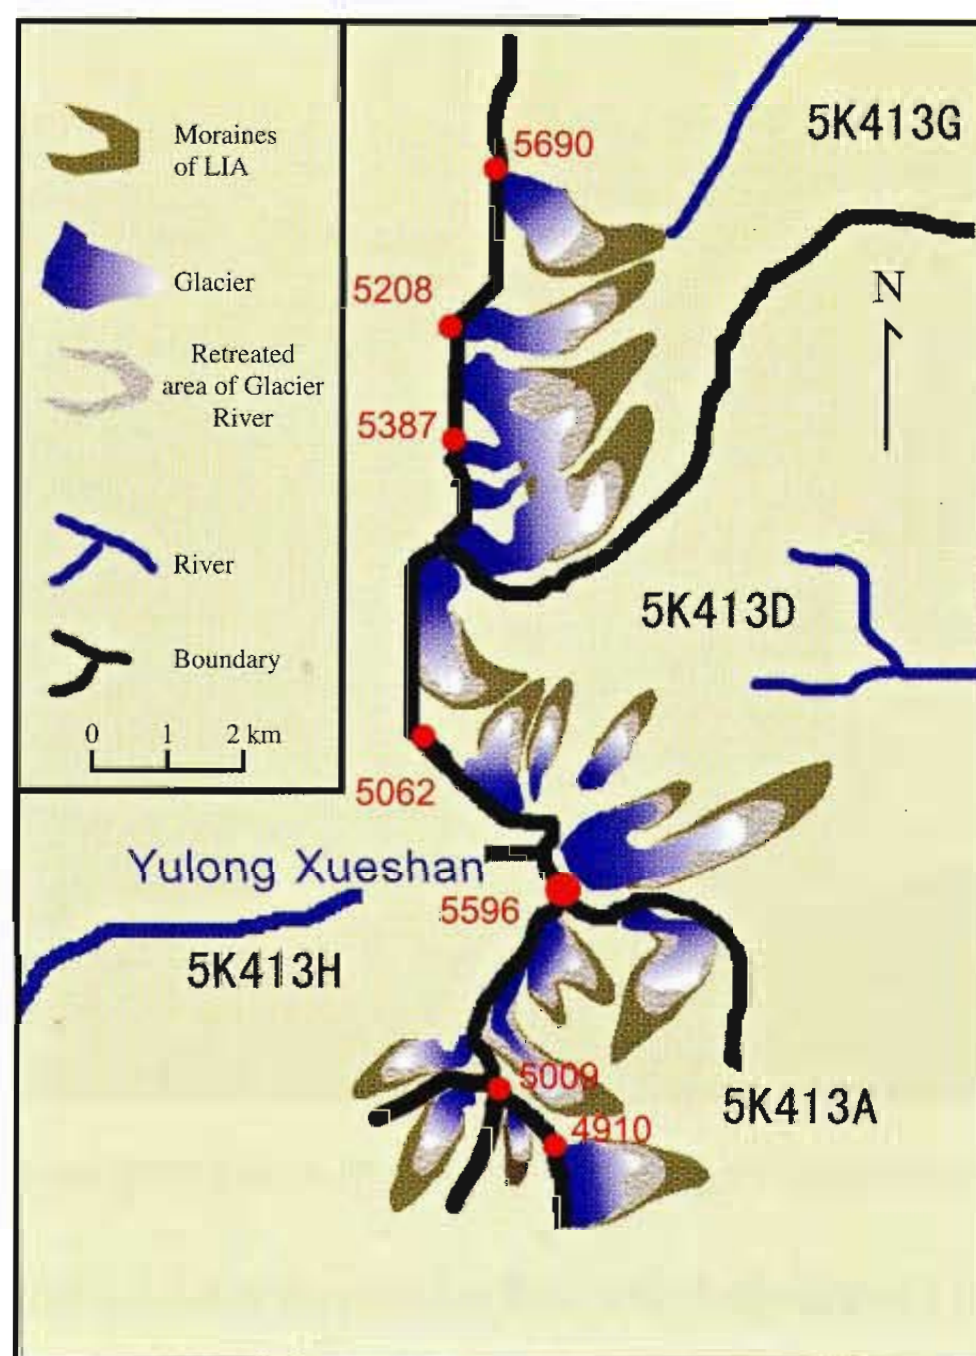 Moraines
of LIA
Glacier
Retreated
area of Glacier
River
River
Boundary
0 1 2 km
5K413G
5690
N
5208
5387
5K413D
5062
Yulong Xueshan
5596
5K413H
5009
5K413A
4910